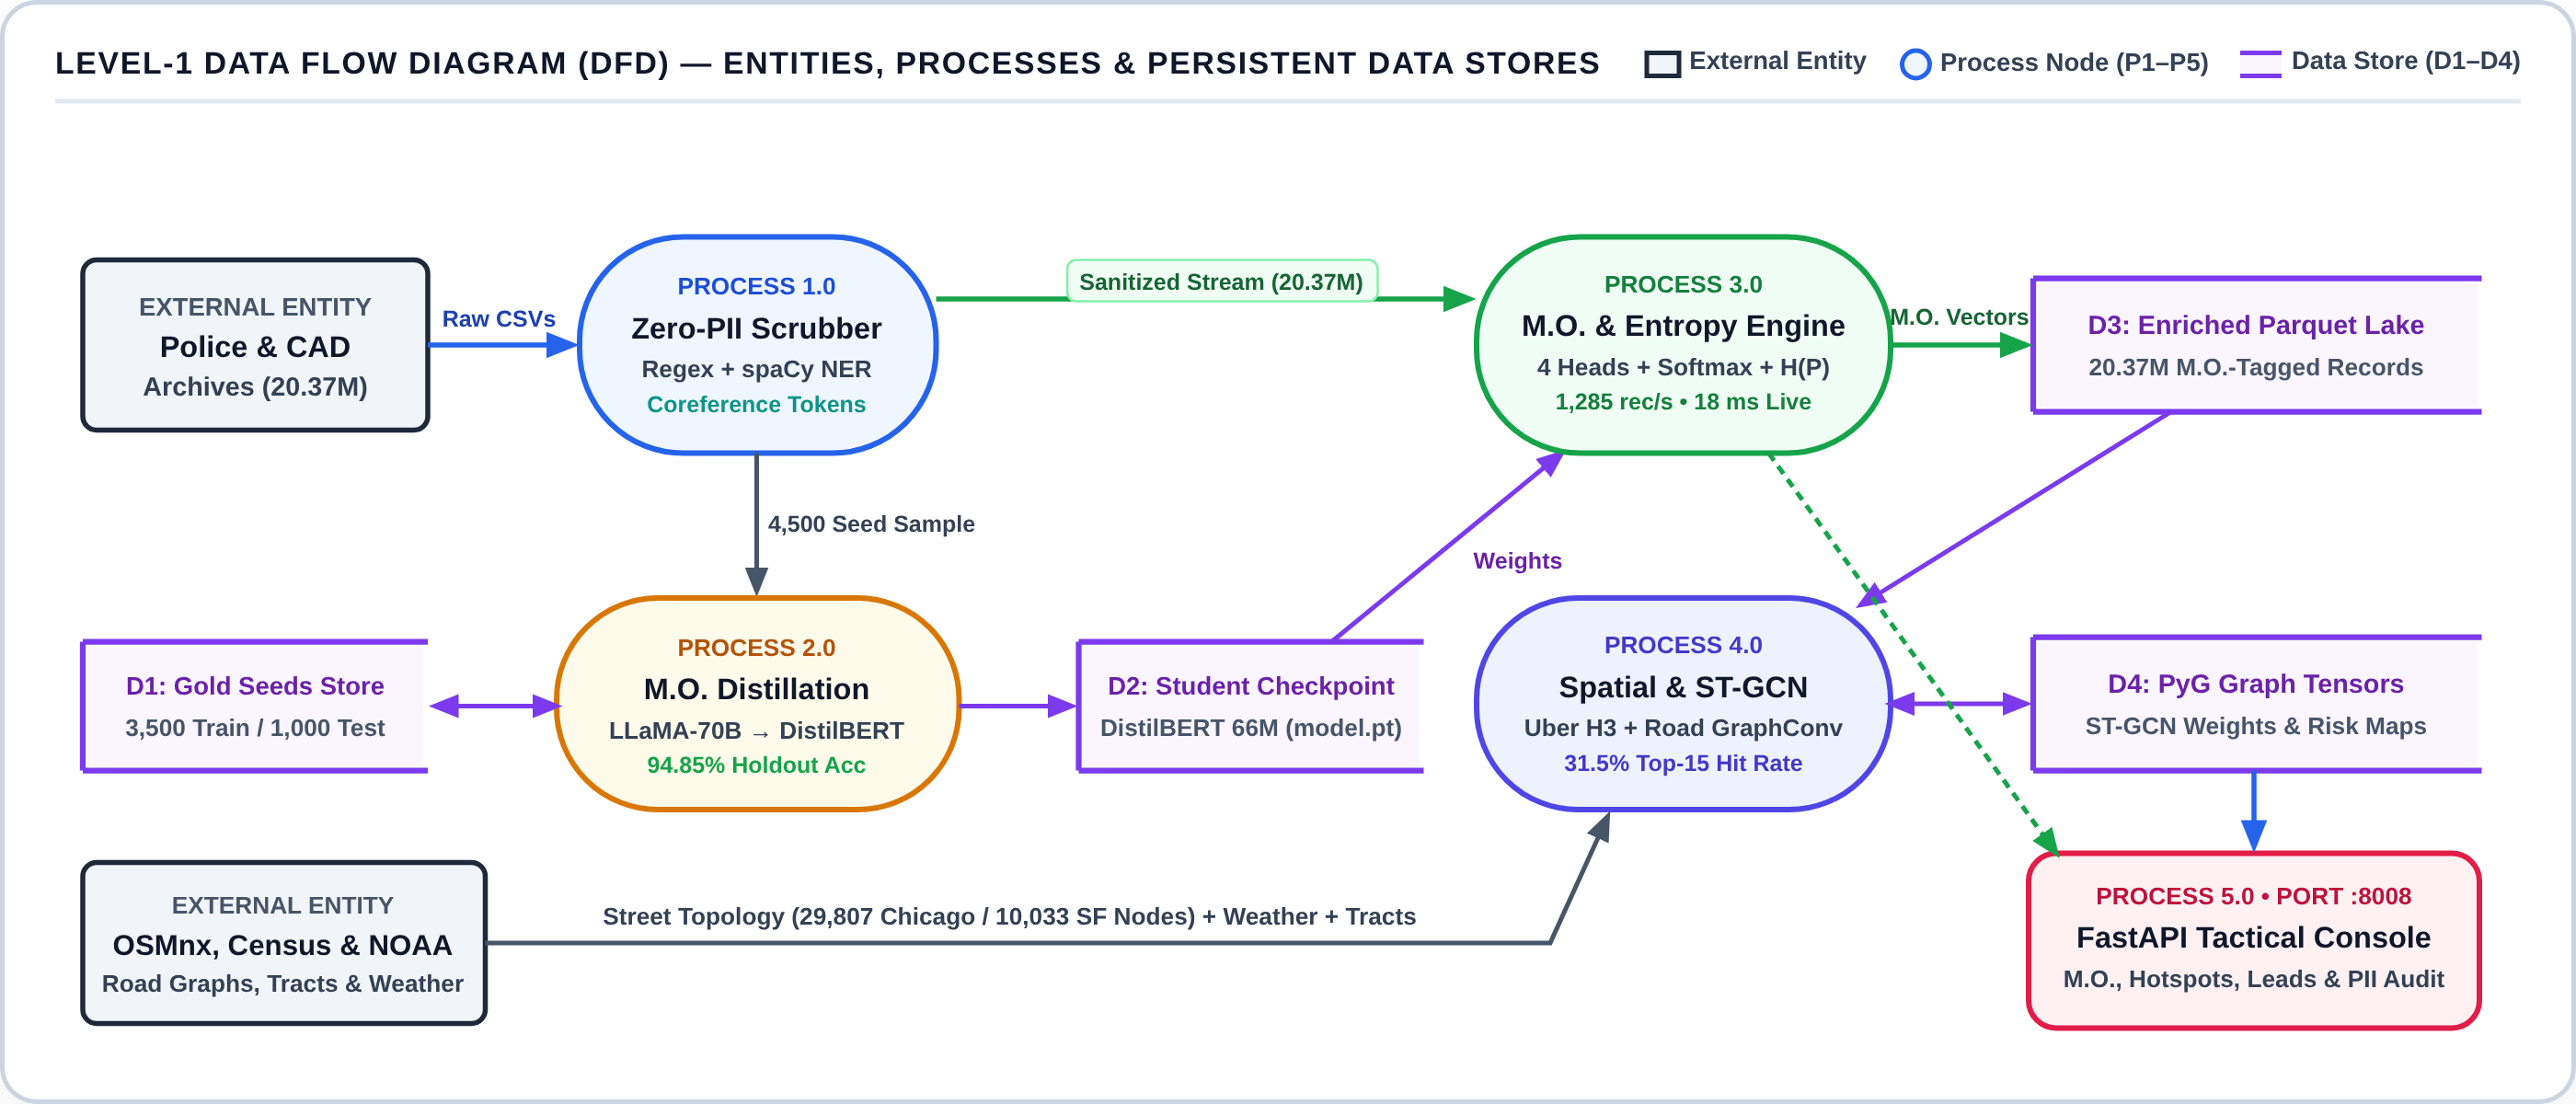 LEVEL-1 DATA FLOW DIAGRAM (DFD) — ENTITIES, PROCESSES & PERSISTENT DATA STORES
External Entity
Process Node (P1–P5)
Data Store (D1–D4)
EXTERNAL ENTITY
Police & CAD
Archives (20.37M)
Raw CSVs
PROCESS 1.0
Zero-PII Scrubber
Regex + spaCy NER
Coreference Tokens
Sanitized Stream (20.37M)
PROCESS 3.0
M.O. & Entropy Engine
4 Heads + Softmax + H(P)
1,285 rec/s • 18 ms Live
M.O. Vectors
D3: Enriched Parquet Lake
20.37M M.O.-Tagged Records
4,500 Seed Sample
Weights
D1: Gold Seeds Store
3,500 Train / 1,000 Test
PROCESS 2.0
M.O. Distillation
LLaMA-70B → DistilBERT
94.85% Holdout Acc
D2: Student Checkpoint
DistilBERT 66M (model.pt)
PROCESS 4.0
Spatial & ST-GCN
Uber H3 + Road GraphConv
31.5% Top-15 Hit Rate
D4: PyG Graph Tensors
ST-GCN Weights & Risk Maps
EXTERNAL ENTITY
OSMnx, Census & NOAA
Road Graphs, Tracts & Weather
Street Topology (29,807 Chicago / 10,033 SF Nodes) + Weather + Tracts
PROCESS 5.0 • PORT :8008
FastAPI Tactical Console
M.O., Hotspots, Leads & PII Audit